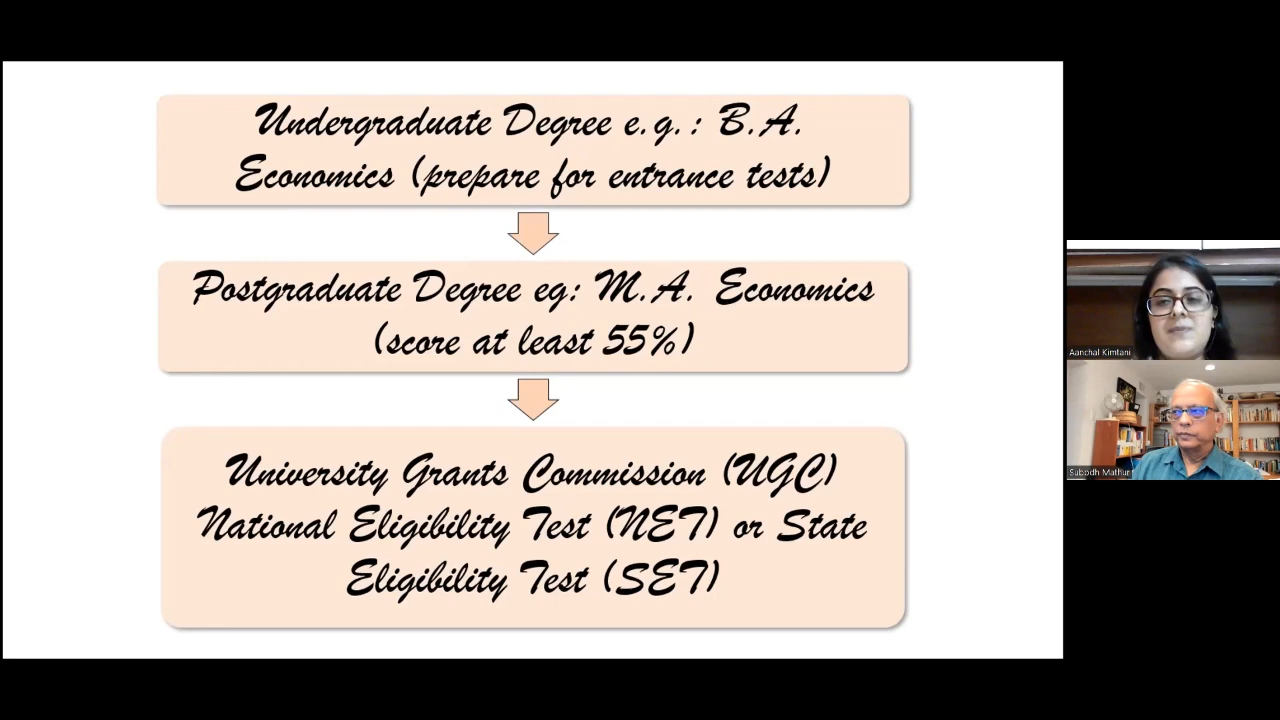 Undergraduate Degree e.g.: B.A.
Economics (prepare for entrance tests)
Postgraduate Degree eg: M.A. Economics
(score at least 55%)
University Grants Commission (UGC)
National Eligibility Test (NET) or State
Eligibility Test (SET)
Aanchal Kimtani
Subodh Mathur